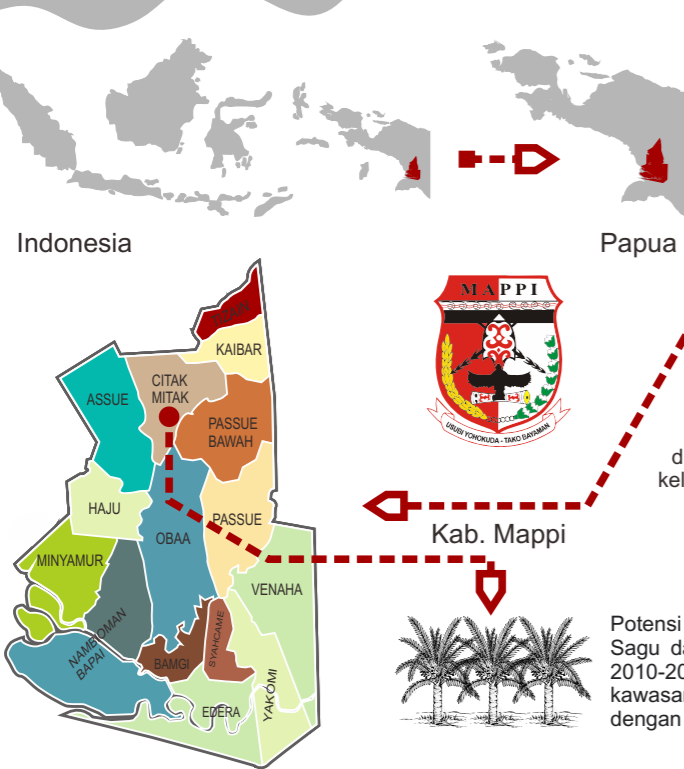 Indonesia
Papua
MAPPI
USUBI YOHOKUDA - TAKO BAYAMAN
KAIBAR
CITAK
MITAK
ASSUE
PASSUE
BAWAH
HAJU
PASSUE
OBAA
MINYAMUR
VENAHA
NAMBIOMAN
BAPAI
BAMGI
SYAHCAME
YAKOMI
EDERA
d
kel
Kab. Mappi
Potensi
Sagu da
2010-20
kawasan
dengan